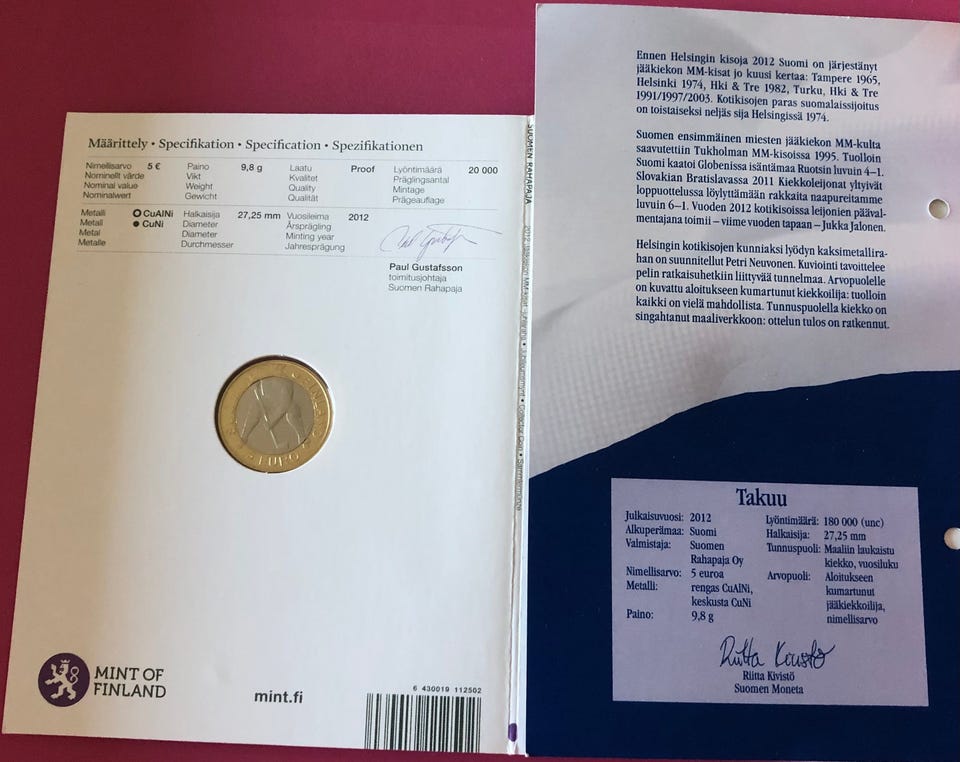 Määrittely • Spesifikation • Specification • Spezifikationen
Nimellisarvo 5 € Paino 9,8 g Laatu Proof Lyöntimäärä 20 000
Nominellt värde Vikt Kvalitet Präglingsantal
Nominal value Weight Quality Mintage
Nominalwert Gewicht Qualität Prägeauflage
Metalli CuAlNi Halkaisija 27,25 mm Vuosileima 2012
Metall CuNi Diameter Årsprägling
Metal Diameter Minting year
Metalle Durchmesser Jahresprägung
Paul Gustafsson
toimitusjohtaja
Suomen Rahapaja
EURO
MINT OF
FINLAND
mint.fi
6 430019 112502
SUOMEN RAHAPAJA
Ennen Helsingin kisoja 2012 Suomi on järjestänyt
jääkiekon MM-kisat jo kuusi kertaa: Tampere 1965,
Helsinki 1974, Hki & Tre 1982, Turku, Hki & Tre
1991/1997/2003. Kotikisojen paras suomalaissijoitus
on toistaiseksi neljäs sija Helsingissä 1974.
Suomen ensimmäinen miesten jääkiekon MM-kulta
saavutettiin Tukholman MM-kisoissa 1995. Tuolloin
Suomi kaatoi Globenissa isäntämaa Ruotsin luvuin 4–1.
Slovakian Bratislavassa 2011 Kiekkoleijonat yltyivät
loppuottelussa löylyttämään rakkaita naapureitamme
luvuin 6–1. Vuoden 2012 kotikisoissa leijonien pääval-
mentajana toimii – viime vuoden tapaan – Jukka Jalonen.
Helsingin kotikisojen kunniaksi lyödyn kaksimetallira-
han on suunnitellut Petri Neuvonen. Kuviointi tavoittelee
pelin ratkaisuhetkiin liittyvää tunnelmaa. Arvopuolelle
on kuvattu aloitukseen kumartunut kiekkoilija: tuolloin
kaikki on vielä mahdollista. Tunnuspuolella kiekko on
singahtanut maaliverkkoon: ottelun tulos on ratkennut.
Takuu
Julkaisuvuosi: 2012
Alkuperämaa: Suomi
Valmistaja: Suomen
Rahapaja Oy
Nimellisarvo: 5 euroa
Metalli: rengas CuAlNi,
keskusta CuNi
Paino: 9,8 g
Lyöntimäärä: 180 000 (unc)
Halkaisija: 27,25 mm
Tunnuspuoli: Maaliin laukaistu
kiekko, vuosiluku
Arvopuoli: Aloitukseen
kumartunut
jääkiekkoilija,
nimellisarvo
Riitta Kivistö
Riitta Kivistö
Suomen Moneta